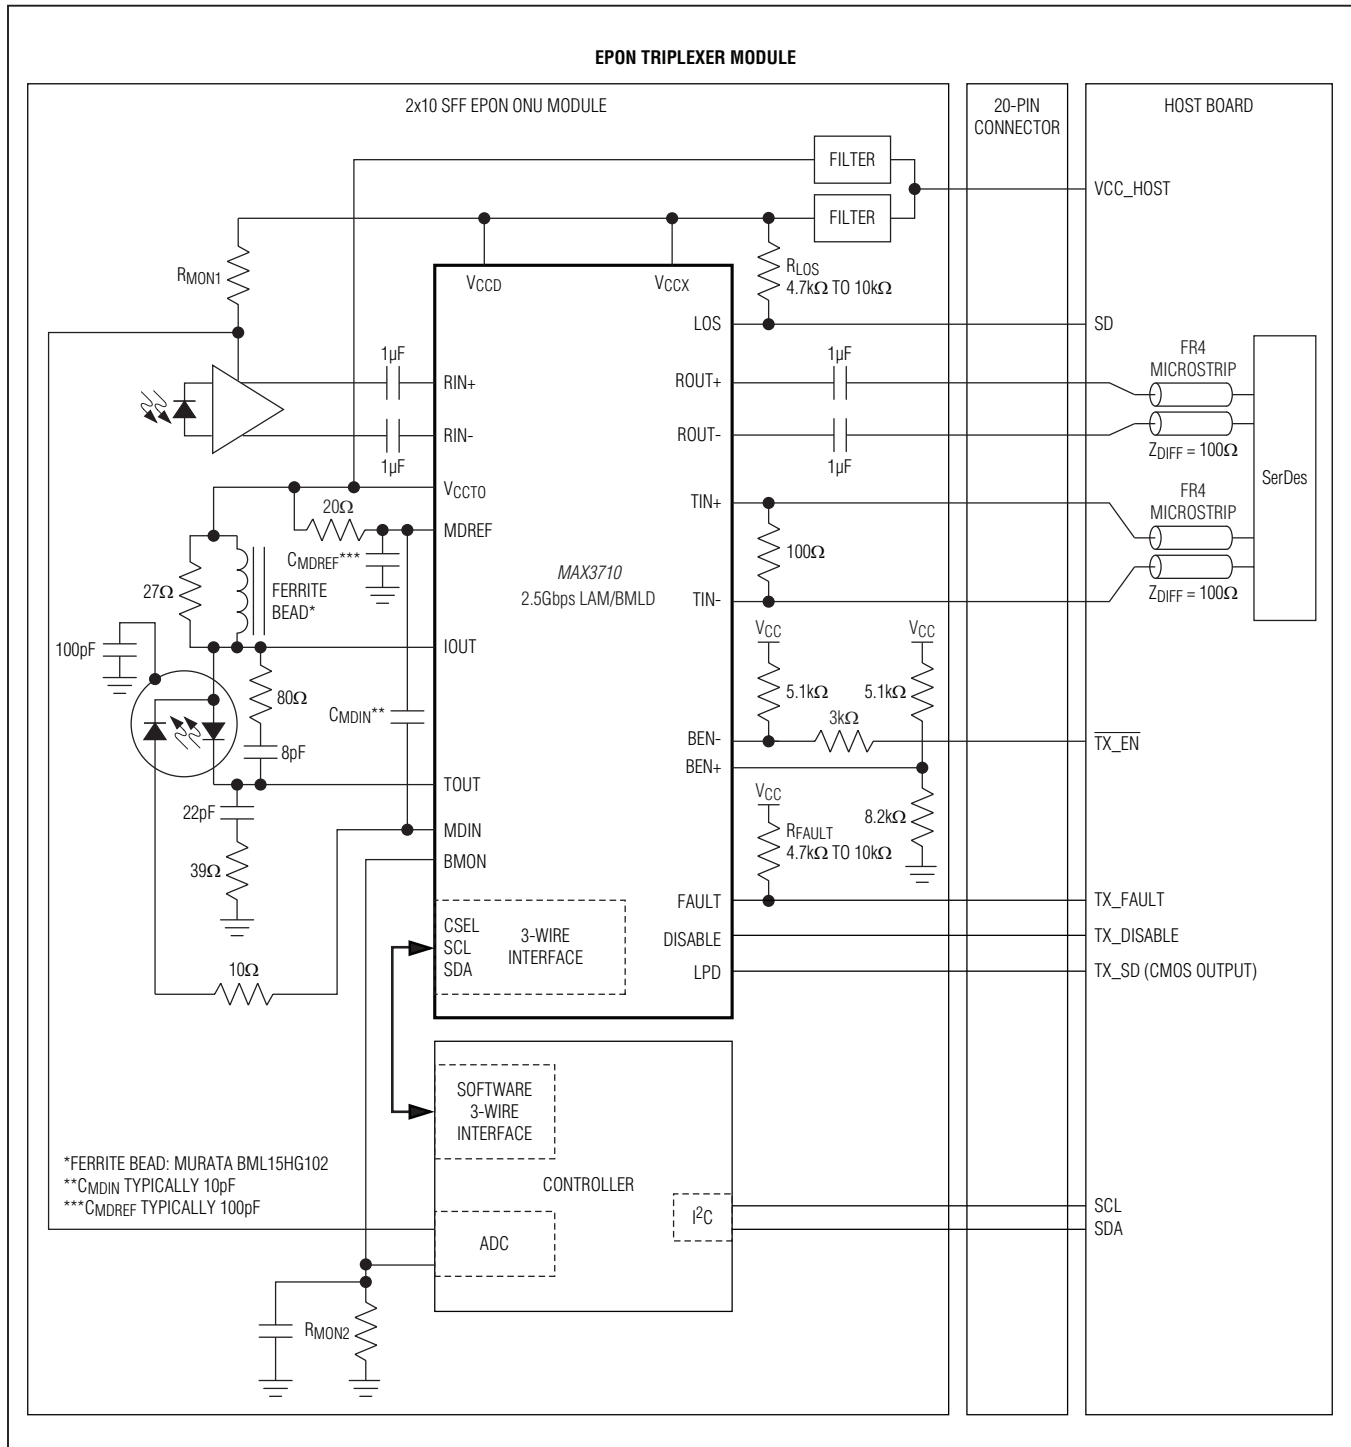 EPON TRIPLEXER MODULE
2x10 SFF EPON ONU MODULE
20-PIN
CONNECTOR
HOST BOARD
FILTER
VCC_HOST
FILTER
RMON1
VCCD
VCCX
RLOS
4.7kΩ TO 10kΩ
LOS
SD
1µF
RIN+
RIN-
1µF
ROUT+
ROUT-
1µF
1µF
FR4
MICROSTRIP
ZDIFF = 100Ω
SerDes
VCCTO
20Ω
MDREF
CMDREF***
TIN+
100Ω
TIN-
FR4
MICROSTRIP
ZDIFF = 100Ω
MAX3710
2.5Gbps LAM/BMLD
27Ω
FERRITE
BEAD*
100pF
IOUT
80Ω
CMDIN**
8pF
VCC
5.1kΩ
VCC
5.1kΩ
3kΩ
BEN-
BEN+
TX_EN
TOUT
22pF
MDIN
BMON
39Ω
VCC
RFAULT
4.7kΩ TO 10kΩ
8.2kΩ
FAULT
TX_FAULT
DISABLE
TX_DISABLE
LPD
TX_SD (CMOS OUTPUT)
CSEL
SCL
SDA
3-WIRE
INTERFACE
10Ω
SOFTWARE
3-WIRE
INTERFACE
CONTROLLER
*FERRITE BEAD: MURATA BML15HG102
**CMDIN TYPICALLY 10pF
***CMDREF TYPICALLY 100pF
I2C
SCL
SDA
ADC
RMON2